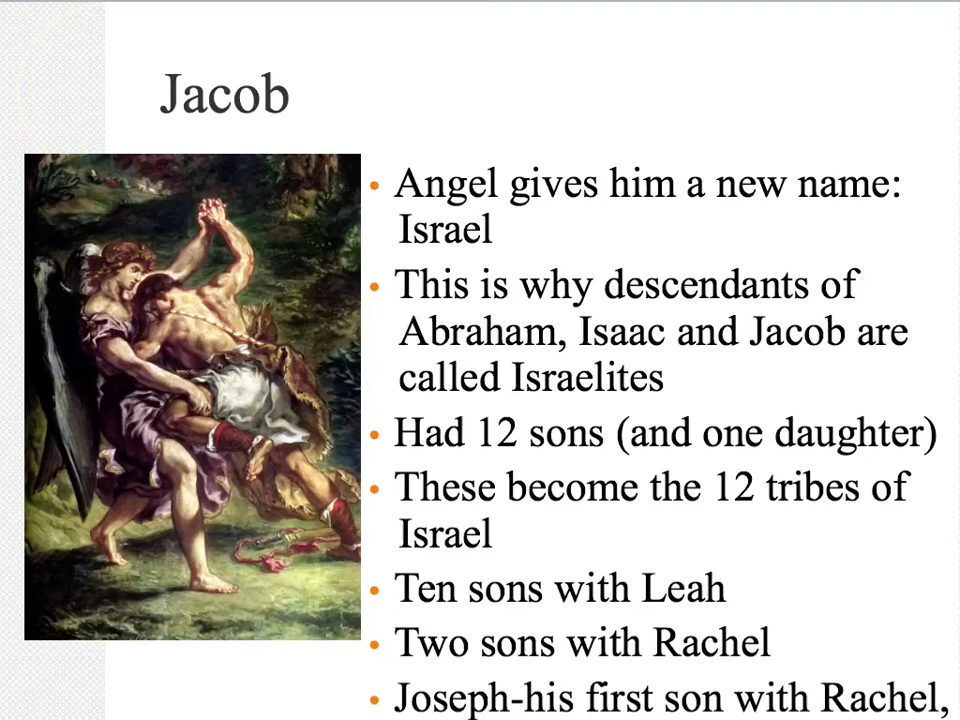 Jacob
• Angel gives him a new name:
Israel
• This is why descendants of
Abraham, Isaac and Jacob are
called Israelites
• Had 12 sons (and one daughter)
• These become the 12 tribes of
Israel
• Ten sons with Leah
• Two sons with Rachel
• Joseph-his first son with Rachel,